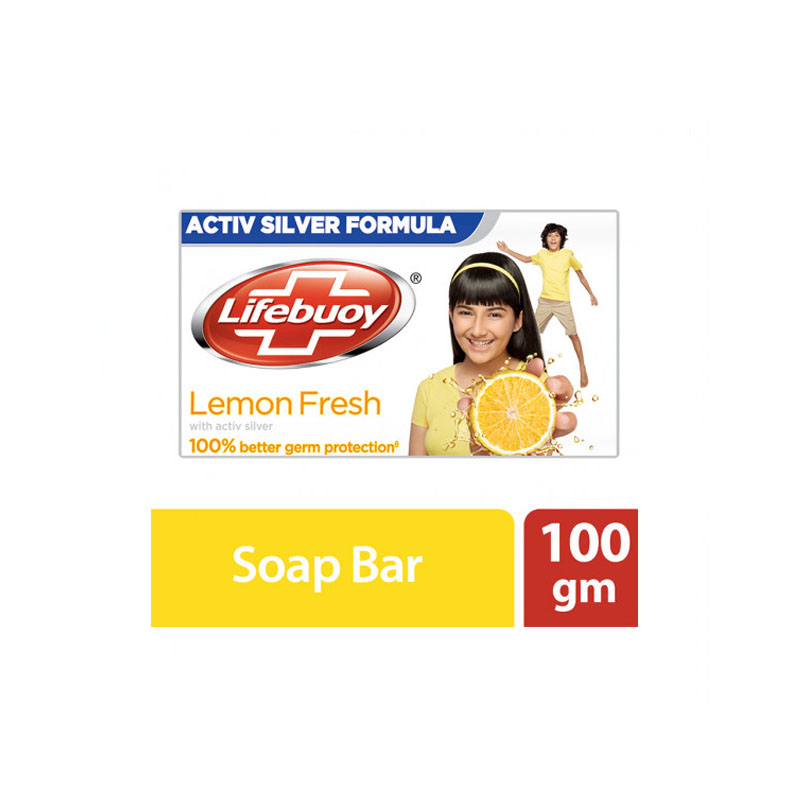 ACTIV SILVER FORMULA
Lifebuoy®
Lemon Fresh
with activ silver
100% better germ protection◊
Soap Bar
100
gm